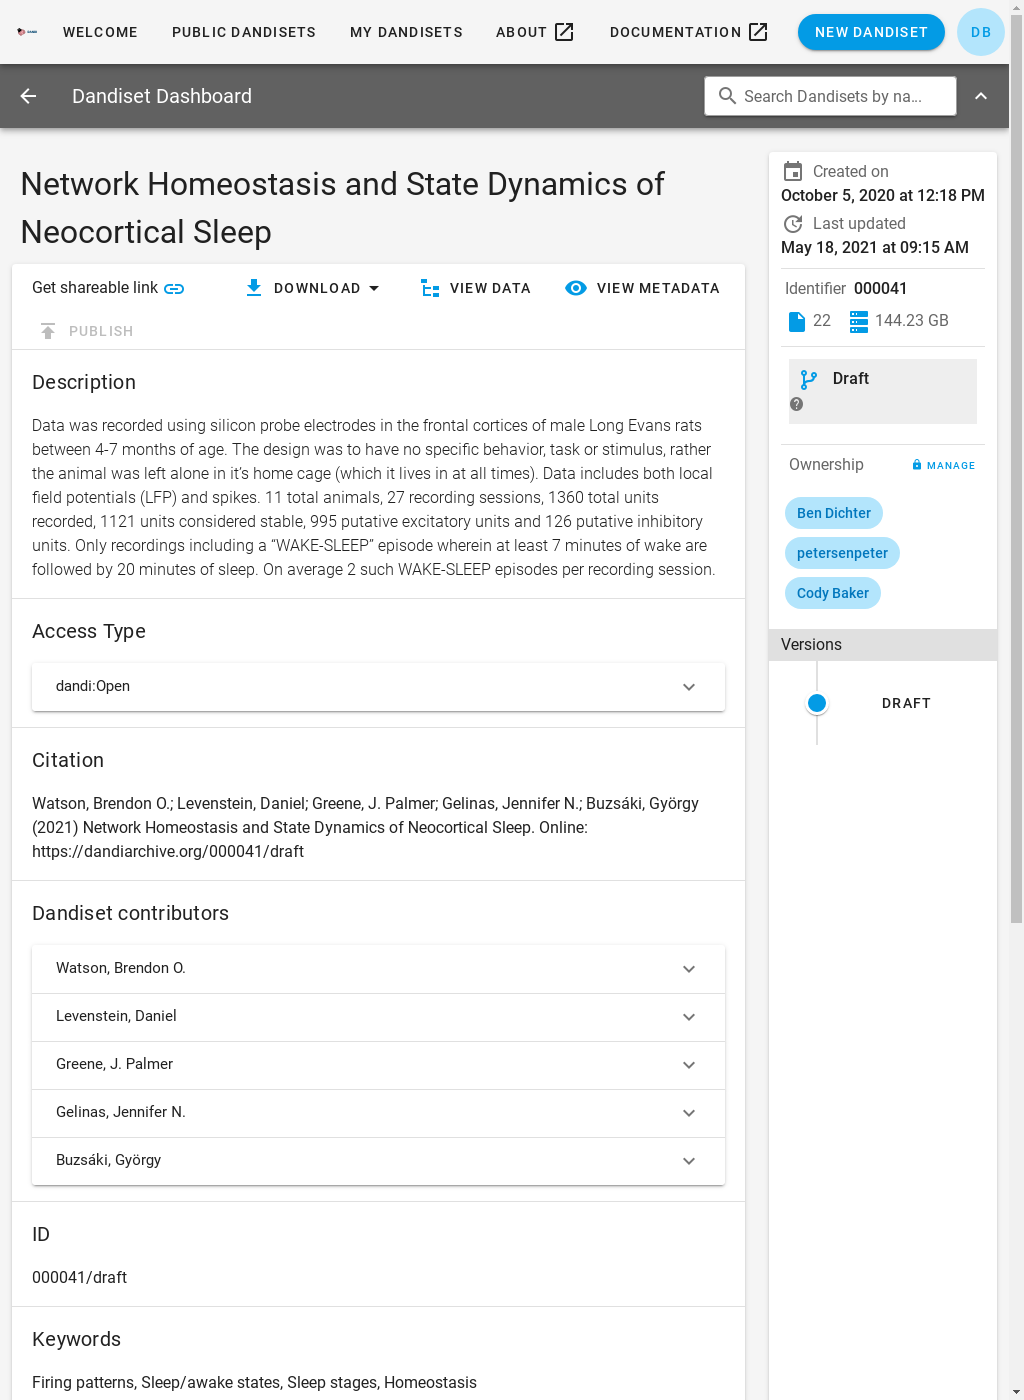 WELCOME PUBLIC DANDISETS MY DANDISETS ABOUT DOCUMENTATION NEW DANDISET DB
Dandiset Dashboard Search Dandisets by na...
Network Homeostasis and State Dynamics of
Neocortical Sleep
Get shareable link DOWNLOAD VIEW DATA VIEW METADATA
PUBLISH
Description
Data was recorded using silicon probe electrodes in the frontal cortices of male Long Evans rats
between 4-7 months of age. The design was to have no specific behavior, task or stimulus, rather
the animal was left alone in it’s home cage (which it lives in at all times). Data includes both local
field potentials (LFP) and spikes. 11 total animals, 27 recording sessions, 1360 total units
recorded, 1121 units considered stable, 995 putative excitatory units and 126 putative inhibitory
units. Only recordings including a “WAKE-SLEEP” episode wherein at least 7 minutes of wake are
followed by 20 minutes of sleep. On average 2 such WAKE-SLEEP episodes per recording session.
Access Type
dandi:Open
Citation
Watson, Brendon O.; Levenstein, Daniel; Greene, J. Palmer; Gelinas, Jennifer N.; Buzsáki, György
(2021) Network Homeostasis and State Dynamics of Neocortical Sleep. Online:
https://dandiarchive.org/000041/draft
Dandiset contributors
Watson, Brendon O.
Levenstein, Daniel
Greene, J. Palmer
Gelinas, Jennifer N.
Buzsáki, György
ID
000041/draft
Keywords
Firing patterns, Sleep/awake states, Sleep stages, Homeostasis
Created on
October 5, 2020 at 12:18 PM
Last updated
May 18, 2021 at 09:15 AM
Identifier 000041
22 144.23 GB
Draft
Ownership MANAGE
Ben Dichter
petersenpeter
Cody Baker
Versions
DRAFT